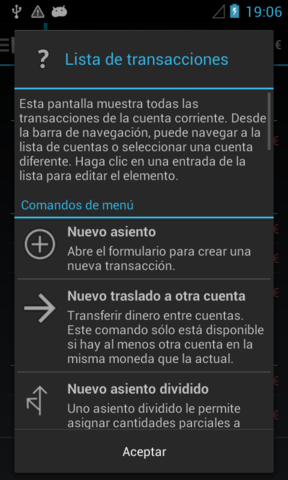 19:06
€
? Lista de transacciones
Esta pantalla muestra todas las
transacciones de la cuenta corriente. Desde
la barra de navegación, puede navegar a la
lista de cuentas o seleccionar una cuenta
diferente. Haga clic en una entrada de la
lista para editar el elemento.
Comandos de menú
Nuevo asiento
Abre el formulario para crear una
nueva transacción.
Nuevo traslado a otra cuenta
Transferir dinero entre cuentas.
Este comando sólo está disponible
si hay al menos otra cuenta en la
misma moneda que la actual.
Nuevo asiento dividido
Uno asiento dividido le permite
asignar cantidades parciales a
Aceptar